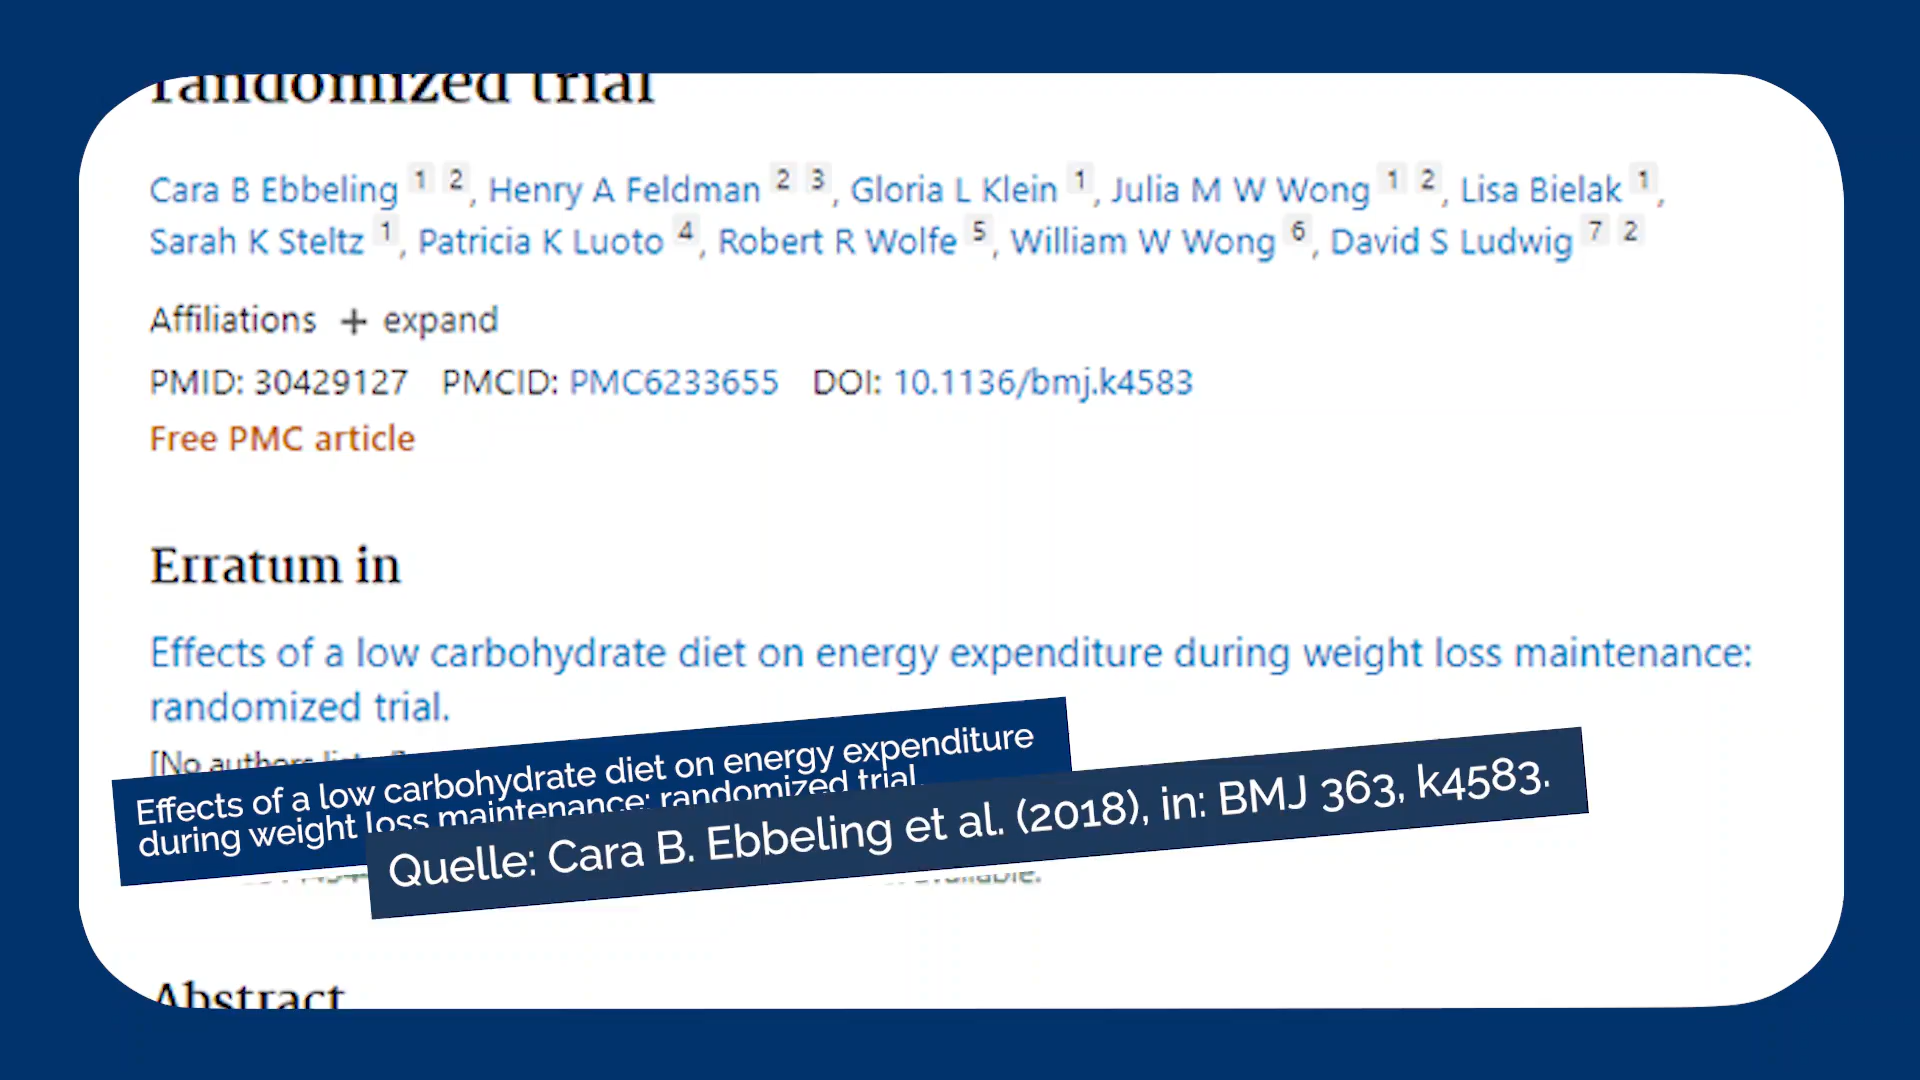 randomized trial
Cara B Ebbeling 1 2, Henry A Feldman 2 3, Gloria L Klein 1, Julia M W Wong 1 2, Lisa Bielak 1,
Sarah K Steltz 1, Patricia K Luoto 4, Robert R Wolfe 5, William W Wong 6, David S Ludwig 7 2
Affiliations + expand
PMID: 30429127 PMCID: PMC6233655 DOI: 10.1136/bmj.k4583
Free PMC article
Erratum in
Effects of a low carbohydrate diet on energy expenditure during weight loss maintenance:
randomized trial.
[No authors
Effects of a low carbohydrate diet on energy expenditure
during weight loss maintenance: randomized trial
Quelle: Cara B. Ebbeling et al. (2018), in: BMJ 363, k4583.
available.
Abstract